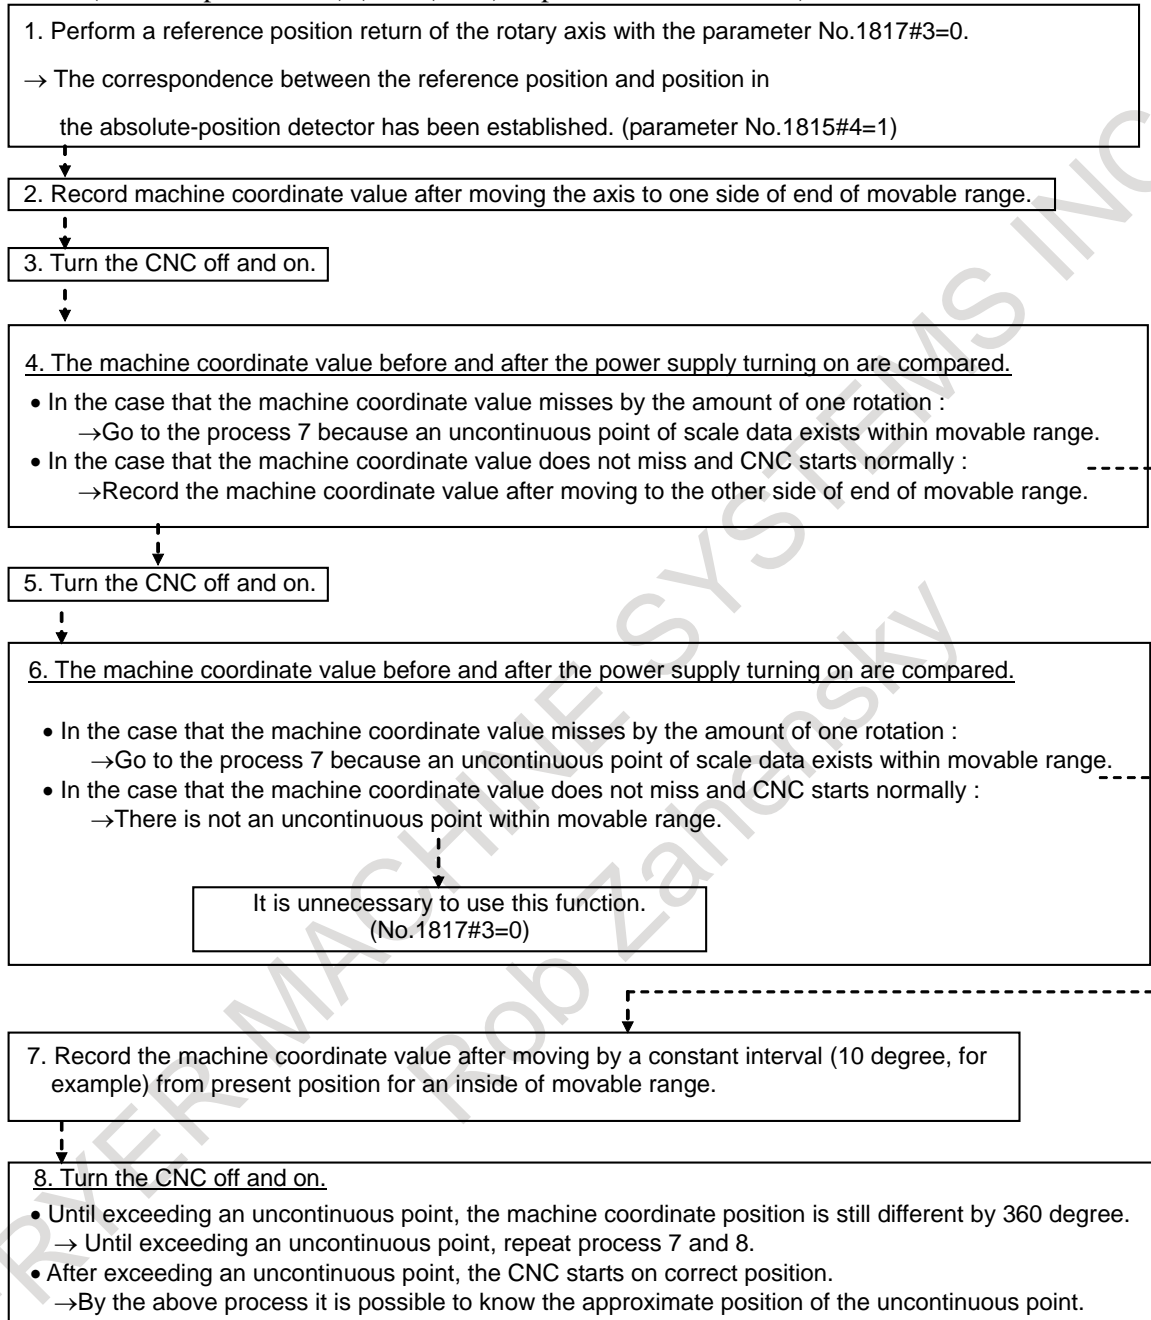 1. Perform a reference position return of the rotary axis with the parameter No.1817#3=0.
→ The correspondence between the reference position and position in
the absolute-position detector has been established. (parameter No.1815#4=1)
2. Record machine coordinate value after moving the axis to one side of end of movable range.
3. Turn the CNC off and on.
4. The machine coordinate value before and after the power supply turning on are compared.
• In the case that the machine coordinate value misses by the amount of one rotation :
→Go to the process 7 because an uncontinuous point of scale data exists within movable range.
• In the case that the machine coordinate value does not miss and CNC starts normally :
→Record the machine coordinate value after moving to the other side of end of movable range.
5. Turn the CNC off and on.
6. The machine coordinate value before and after the power supply turning on are compared.
• In the case that the machine coordinate value misses by the amount of one rotation :
→Go to the process 7 because an uncontinuous point of scale data exists within movable range.
• In the case that the machine coordinate value does not miss and CNC starts normally :
→There is not an uncontinuous point within movable range.
It is unnecessary to use this function.
(No.1817#3=0)
7. Record the machine coordinate value after moving by a constant interval (10 degree, for
example) from present position for an inside of movable range.
8. Turn the CNC off and on.
• Until exceeding an uncontinuous point, the machine coordinate position is still different by 360 degree.
→ Until exceeding an uncontinuous point, repeat process 7 and 8.
• After exceeding an uncontinuous point, the CNC starts on correct position.
→By the above process it is possible to know the approximate position of the uncontinuous point.
RYER MACHINE SYSTEMS INC
Rob Zahensky